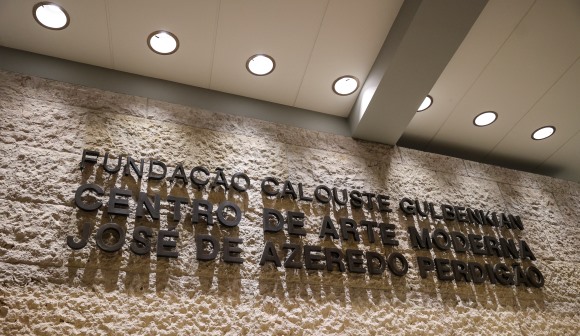 FUNDAÇÃO CALOUSTE GULBENKIAN
CENTRO DE ARTE MODERNA
JOSÉ DE AZEREDO PERDIGÃO